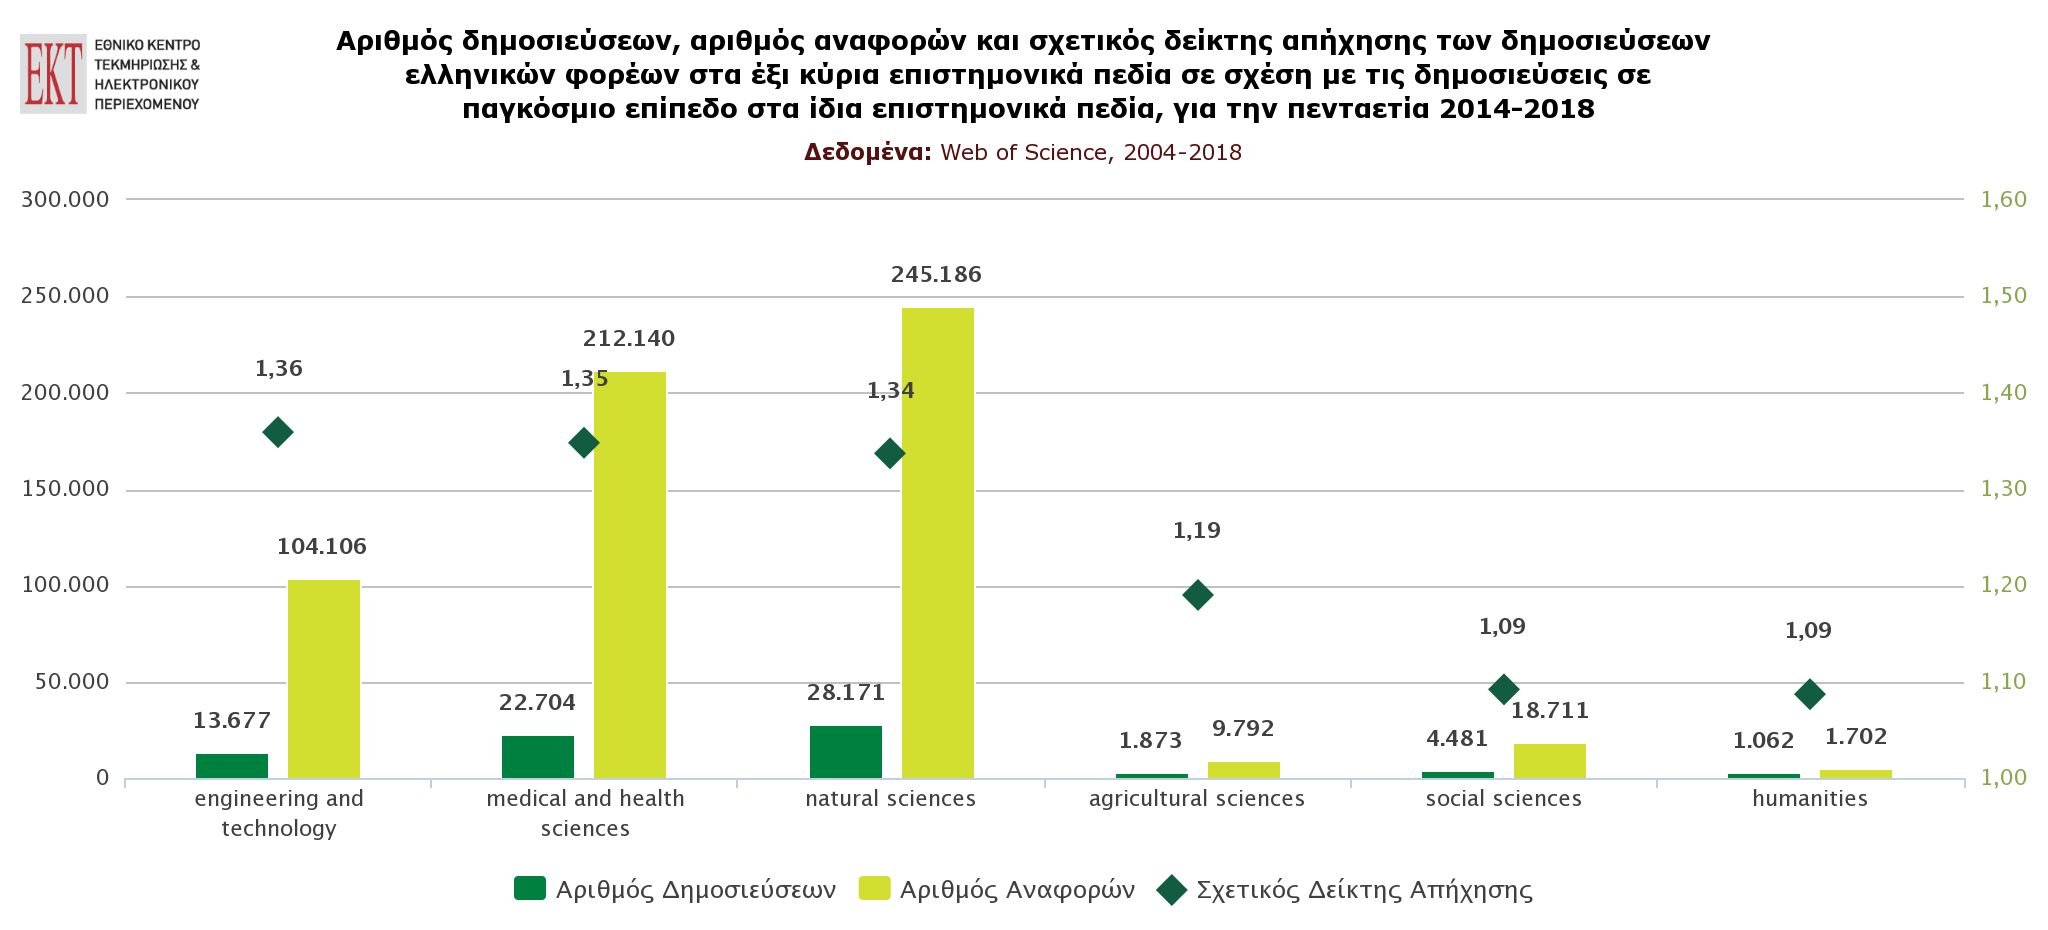 ΕΚΤ
ΕΘΝΙΚΟ ΚΕΝΤΡΟ
ΤΕΚΜΗΡΙΩΣΗΣ &
ΗΛΕΚΤΡΟΝΙΚΟΥ
ΠΕΡΙΕΧΟΜΕΝΟΥ
Αριθμός δημοσιεύσεων, αριθμός αναφορών και σχετικός δείκτης απήχησης των δημοσιεύσεων
ελληνικών φορέων στα έξι κύρια επιστημονικά πεδία σε σχέση με τις δημοσιεύσεις σε
παγκόσμιο επίπεδο στα ίδια επιστημονικά πεδία, για την πενταετία 2014-2018
Δεδομένα: Web of Science, 2004-2018
300.000 1,60
245.186
250.000 1,50
212.140
1,36 1,35 1,34
200.000 1,40
150.000 1,30
104.106 1,19
100.000 1,20
1,09 1,09
50.000 1,10
13.677 22.704 28.171 1.873 9.792 4.481 18.711 1.062 1.702
0 1,00
engineering and technology
medical and health sciences
natural sciences
agricultural sciences
social sciences
humanities
Αριθμός Δημοσιεύσεων Αριθμός Αναφορών Σχετικός Δείκτης Απήχησης